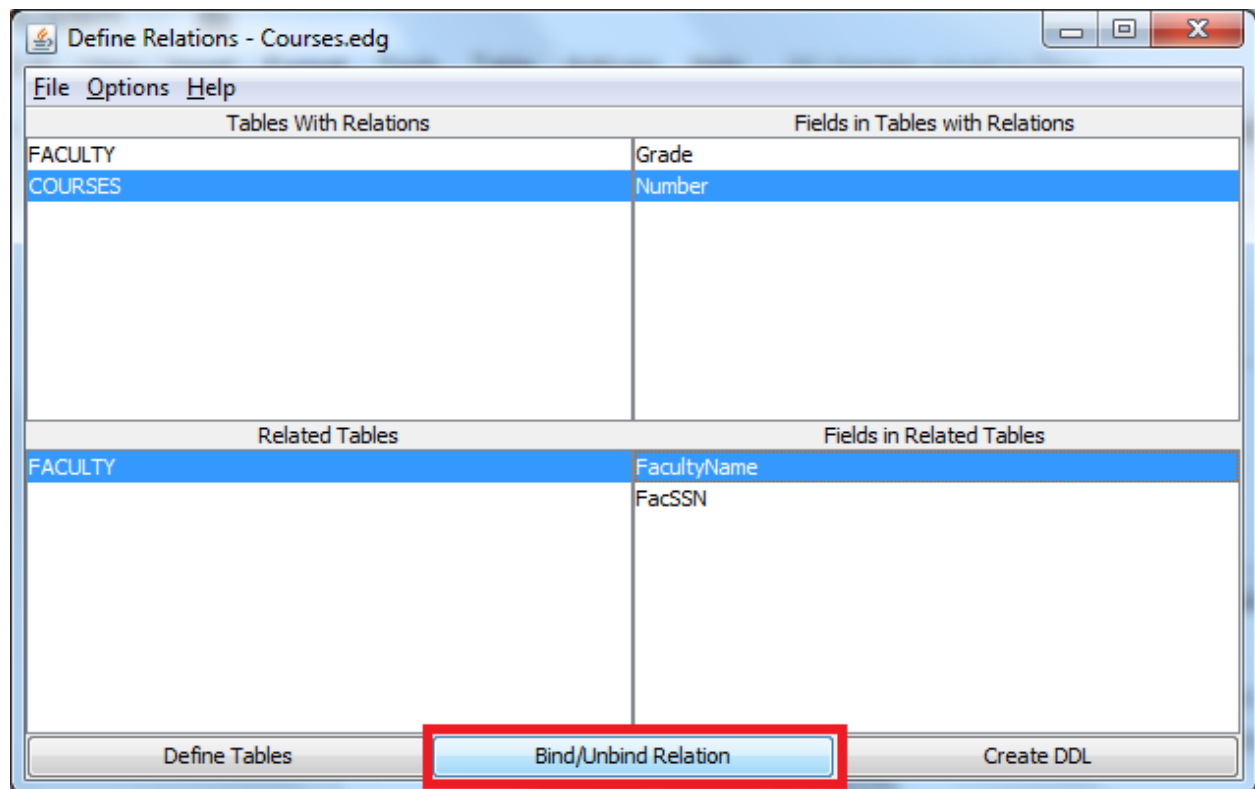 Define Relations - Courses.edg
File Options Help
Tables With Relations
Fields in Tables with Relations
FACULTY
Grade
COURSES
Number
Related Tables
Fields in Related Tables
FACULTY
FacultyName
FacSSN
Define Tables
Bind/Unbind Relation
Create DDL